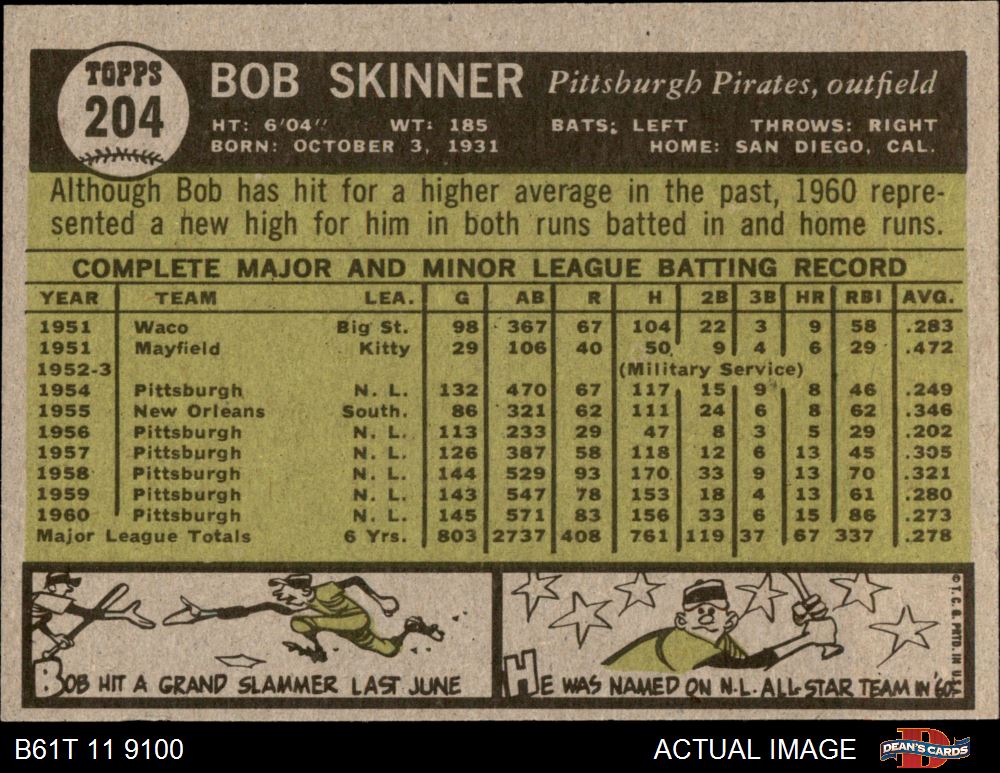 TOPPS
204
BOB SKINNER Pittsburgh Pirates, outfield
HT: 6'04" WT: 185 BATS: LEFT THROWS: RIGHT
BORN: OCTOBER 3, 1931 HOME: SAN DIEGO, CAL.
Although Bob has hit for a higher average in the past, 1960 repre-
sented a new high for him in both runs batted in and home runs.
COMPLETE MAJOR AND MINOR LEAGUE BATTING RECORD
YEAR TEAM LEA. G AB R H 2B 3B HR RBI AVG.
1951 Waco Big St. 98 367 67 104 22 3 9 58 .283
1951 Mayfield Kitty 29 106 40 50 9 4 6 29 .472
1952-3 (Military Service)
1954 Pittsburgh N. L. 132 470 67 117 15 9 8 46 .249
1955 New Orleans South. 86 321 62 111 24 6 8 62 .346
1956 Pittsburgh N. L. 113 233 29 47 8 3 5 29 .202
1957 Pittsburgh N. L. 126 387 58 118 12 6 13 45 .305
1958 Pittsburgh N. L. 144 529 93 170 33 9 13 70 .321
1959 Pittsburgh N. L. 143 547 78 153 18 4 13 61 .280
1960 Pittsburgh N. L. 145 571 83 156 33 6 15 86 .273
Major League Totals 6 Yrs. 803 2737 408 761 119 37 67 337 .278
BOB HIT A GRAND SLAMMER LAST JUNE
HE WAS NAMED ON N.L. ALL-STAR TEAM IN '60.
© T. C. G. PRTD. IN U.S.A.
B61T 11 9100 ACTUAL IMAGE
DEAN'S CARDS